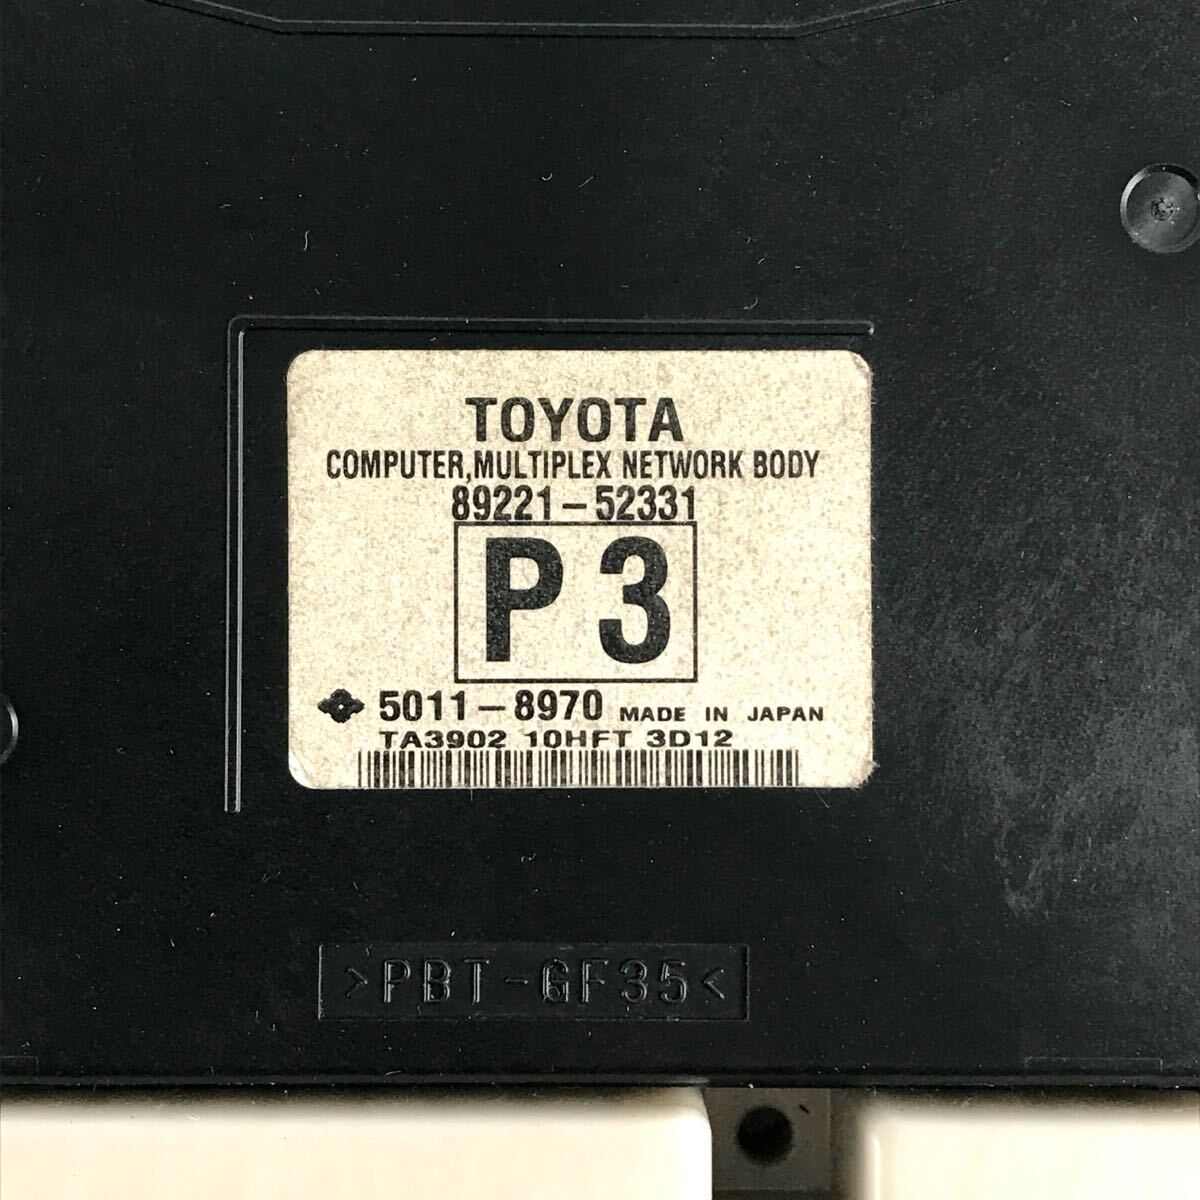 TOYOTA
COMPUTER,MULTIPLEX NETWORK BODY
89221-52331
P3
5011-8970 MADE IN JAPAN
TA3902 10HFT 3D12
>PBT-GF35<